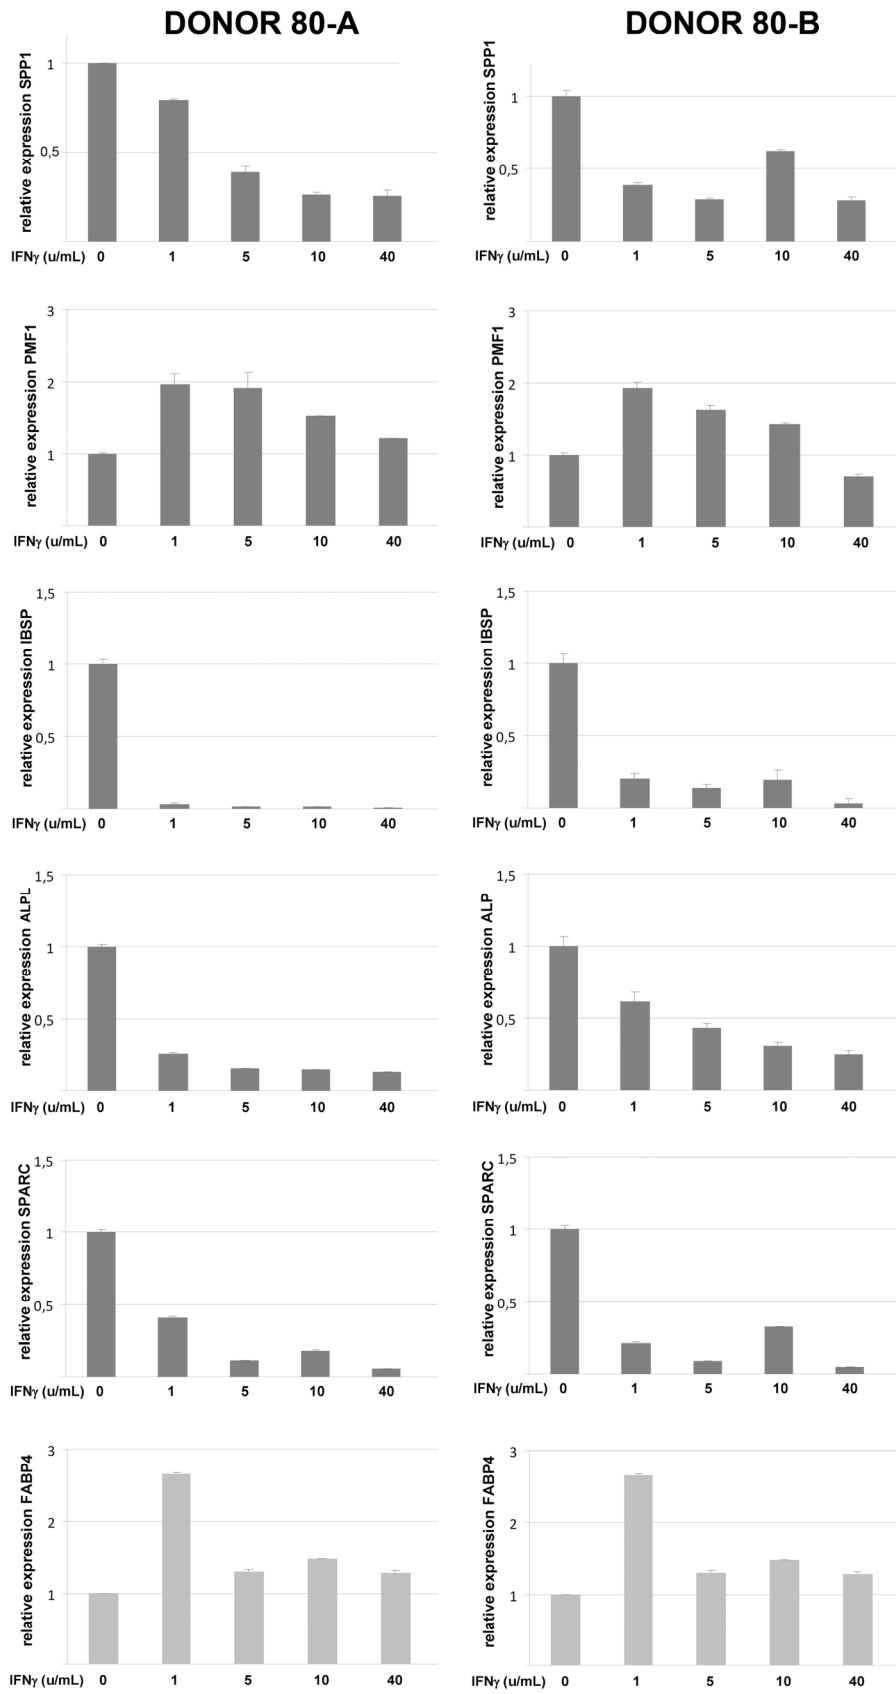 DONOR 80-A
DONOR 80-B
relative expression SPP1
1
0,5
IFNγ (u/mL) 0 1 5 10 40
relative expression SPP1
1
0,5
IFNγ (u/mL) 0 1 5 10 40
relative expression PMF1
3
2
1
IFNγ (u/mL) 0 1 5 10 40
relative expression PMF1
3
2
1
IFNγ (u/mL) 0 1 5 10 40
relative expression IBSP
1,5
1
0,5
IFNγ (u/mL) 0 1 5 10 40
relative expression IBSP
1,5
1
0,5
IFNγ (u/mL) 0 1 5 10 40
relative expression ALPL
1,5
1
0,5
IFNγ (u/mL) 0 1 5 10 40
relative expression ALP
1,5
1
0,5
IFNγ (u/mL) 0 1 5 10 40
relative expression SPARC
1,5
1
0,5
IFNγ (u/mL) 0 1 5 10 40
relative expression SPARC
1,5
1
0,5
IFNγ (u/mL) 0 1 5 10 40
relative expression FABP4
3
2
1
IFNγ (u/mL) 0 1 5 10 40
relative expression FABP4
3
2
1
IFNγ (u/mL) 0 1 5 10 40